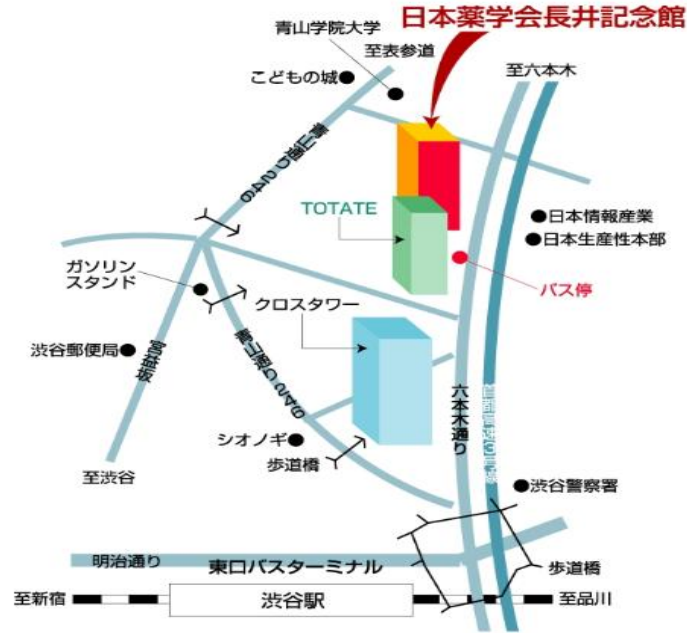 日本薬学会長井記念館
青山学院大学
至表参道
こどもの城
至六本木
青山通り246
TOTATE
日本情報産業
日本生産性本部
ガソリン
スタンド
バス停
クロスタワー
渋谷郵便局
宮益坂
青山通り246
六本木通り
シオノギ
歩道橋
至渋谷
渋谷警察署
明治通り
東口バスターミナル
歩道橋
至新宿
渋谷駅
至品川